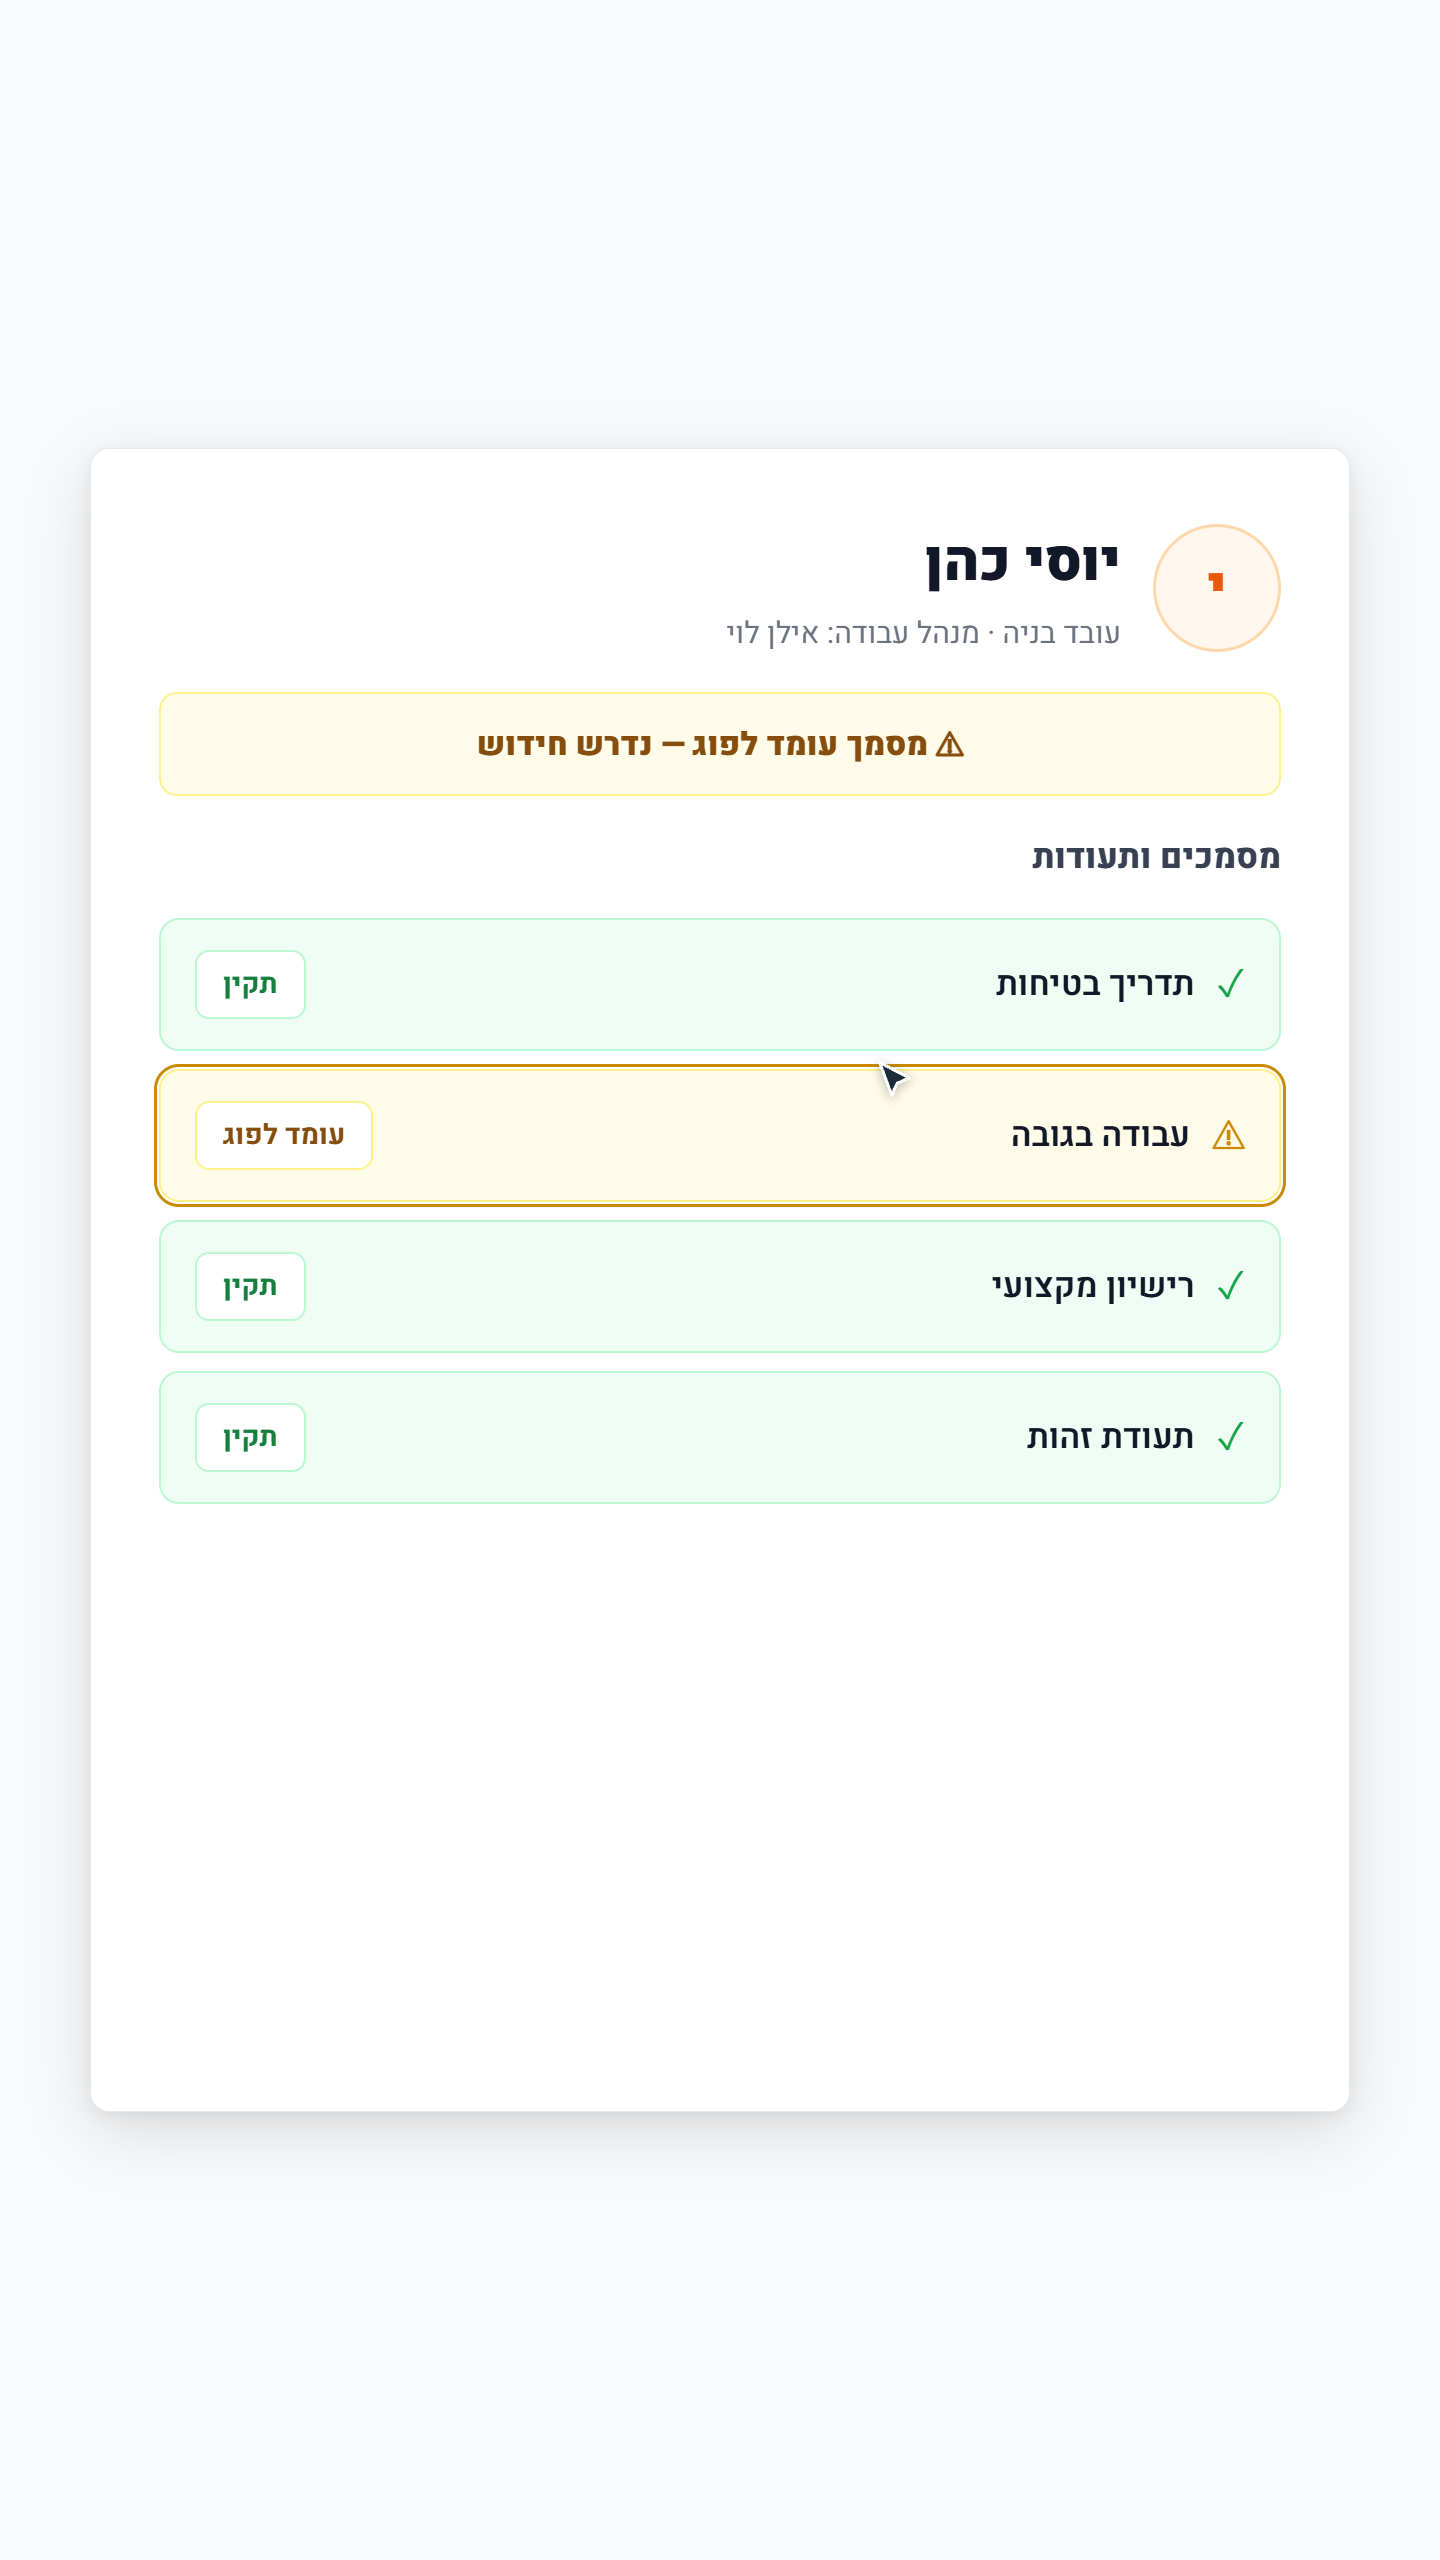 י
יוסי כהן
עובד בניה · מנהל עבודה: אילן לוי
⚠ מסמך עומד לפוג – נדרש חידוש
מסמכים ותעודות
✓ תדריך בטיחות תקין
⚠ עבודה בגובה עומד לפוג
✓ רישיון מקצועי תקין
✓ תעודת זהות תקין